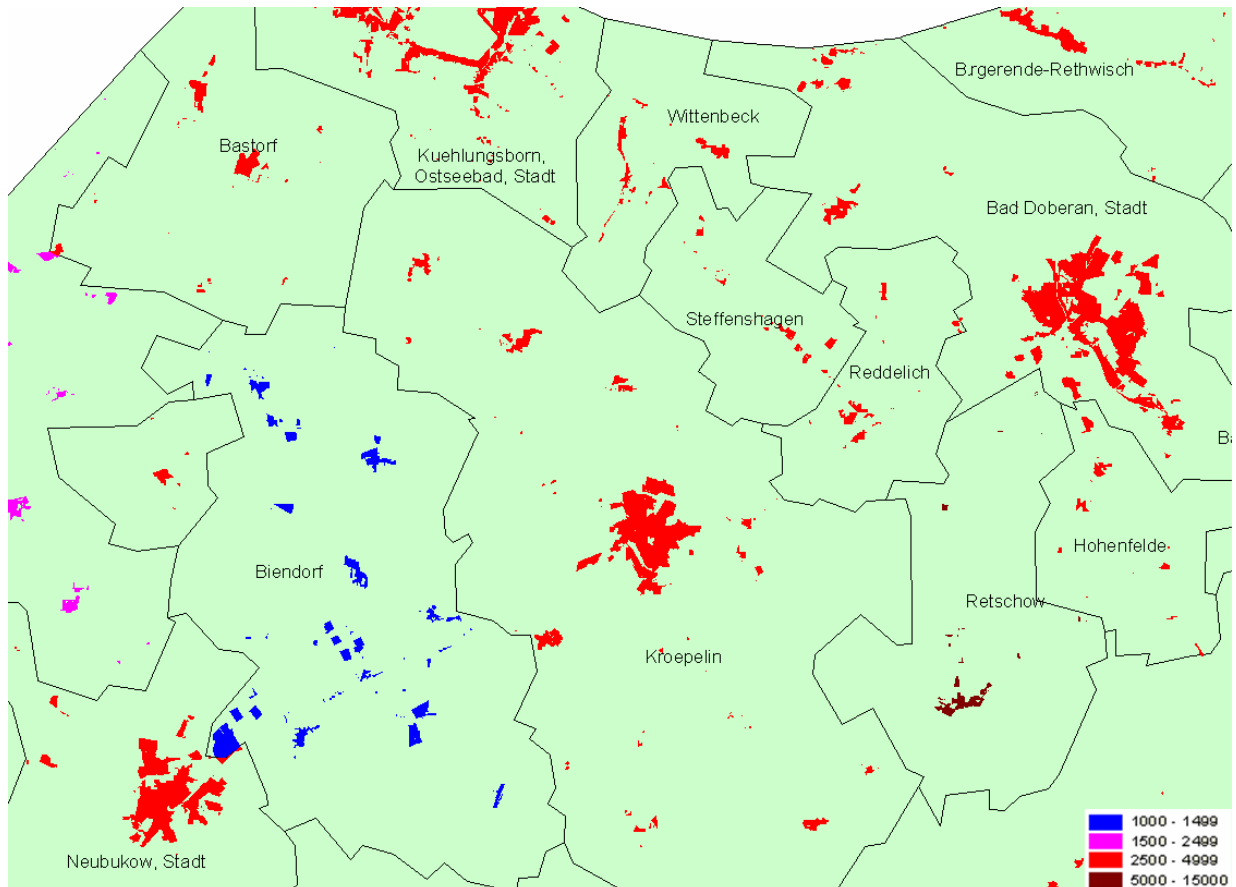 B.rgerende-Rethwisch
Wittenbeck
Bastorf
Kuehlungsborn,
Ostseebad, Stadt
Bad Doberan, Stadt
Steffenshagen
Reddelich
Ba
Hohenfelde
Biendorf
Retschow
Kroepelin
Neubukow, Stadt
1000 - 1499
1500 - 2499
2500 - 4999
5000 - 15000